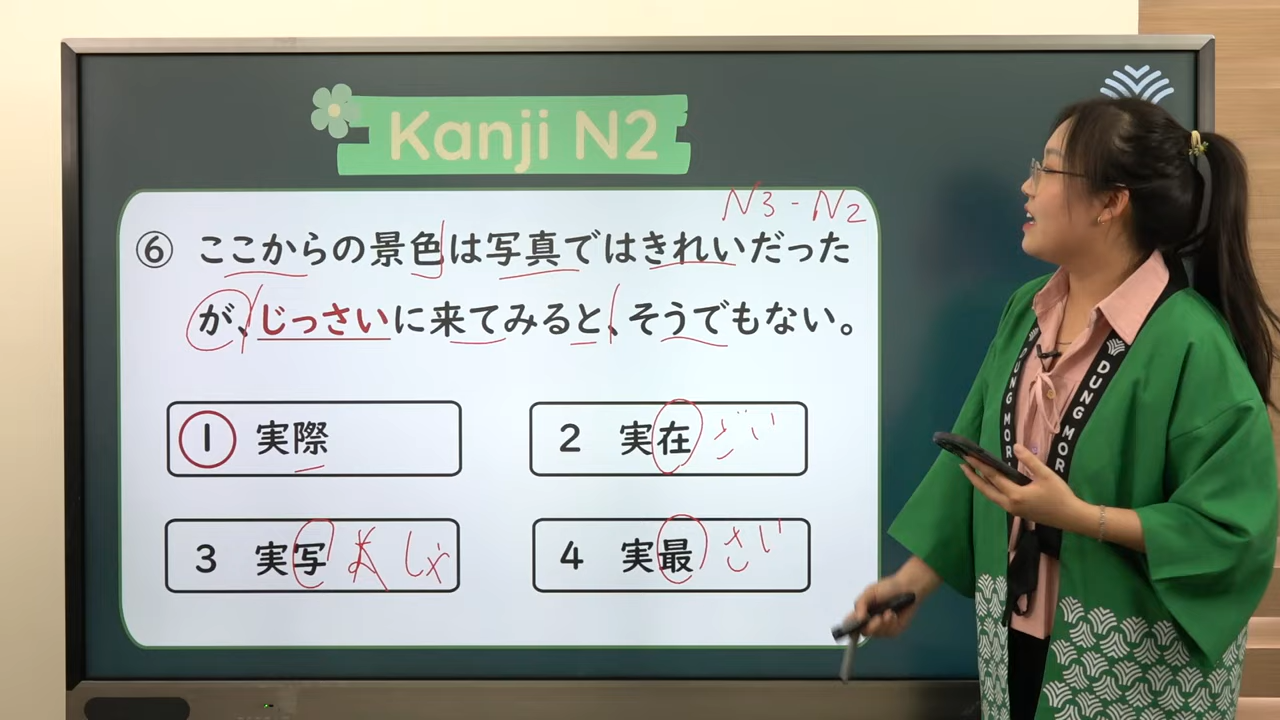 Kanji N2
N3 - N2
⑥ ここからの景色は写真ではきれいだった
が、じっさいに来てみると、そうでもない。
1 実際
2 実在 ざい
3 実写 しゃ
4 実最 さい
DUNG MORI
DUNG MOR